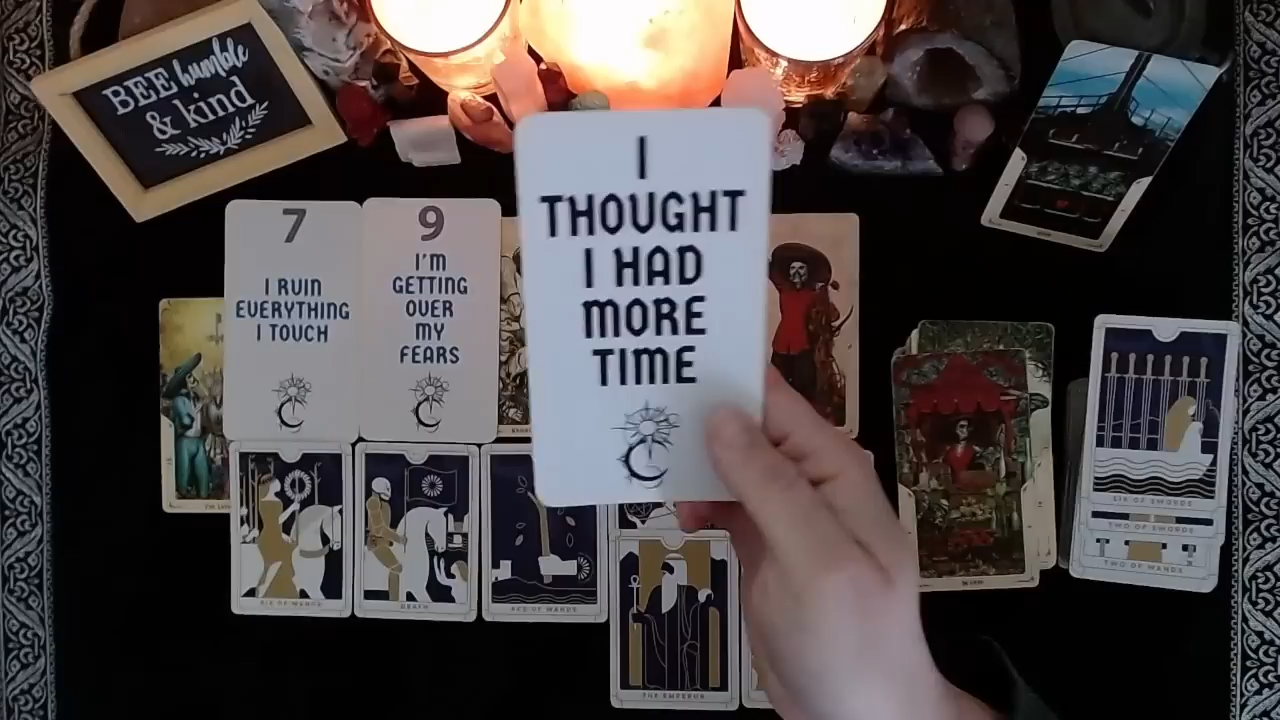 BEE humble
& kind
I
THOUGHT
I HAD
MORE
TIME
7
I RUIN
EVERYTHING
I TOUCH
9
I'M
GETTING
OVER
MY
FEARS
SIX OF WANDS
DEATH
ACE OF WANDS
THE EMPEROR
SIX OF SWORDS
TWO OF SWORDS
TWO OF WANDS